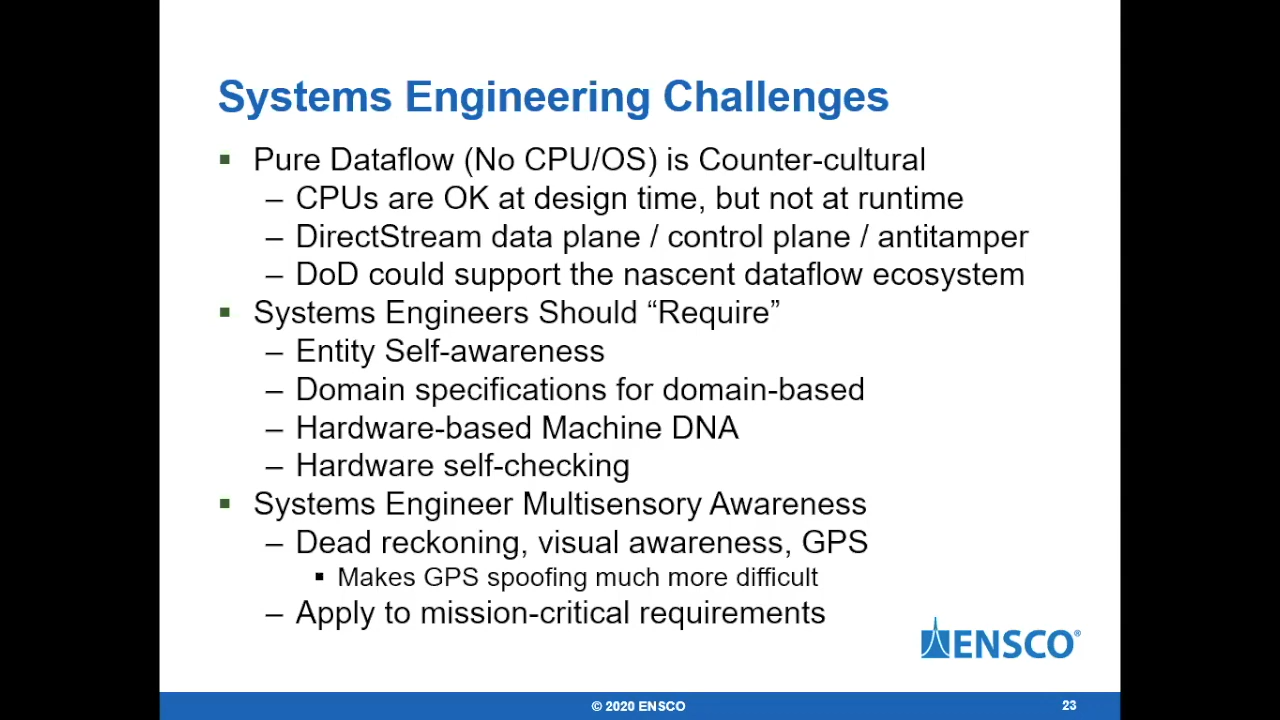 Systems Engineering Challenges
▪ Pure Dataflow (No CPU/OS) is Counter-cultural
– CPUs are OK at design time, but not at runtime
– DirectStream data plane / control plane / antitamper
– DoD could support the nascent dataflow ecosystem
▪ Systems Engineers Should “Require”
– Entity Self-awareness
– Domain specifications for domain-based
– Hardware-based Machine DNA
– Hardware self-checking
▪ Systems Engineer Multisensory Awareness
– Dead reckoning, visual awareness, GPS
▪ Makes GPS spoofing much more difficult
– Apply to mission-critical requirements
ENSCO®
© 2020 ENSCO
23